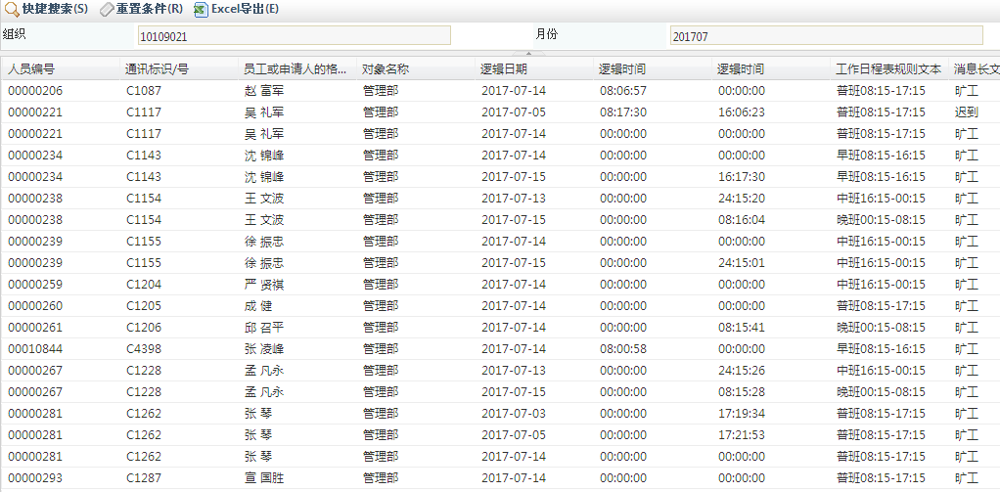 快捷搜索(S) 重置条件(R) Excel导出(E)
组织 10109021 月份 201707
人员编号 通讯标识/号 员工或申请人的格... 对象名称 逻辑日期 逻辑时间 逻辑时间 工作日程表规则文本 消息长文
00000206 C1087 赵 富军 管理部 2017-07-14 08:06:57 00:00:00 普班08:15-17:15 旷工
00000221 C1117 吴 礼军 管理部 2017-07-05 08:17:30 16:06:23 普班08:15-17:15 迟到
00000221 C1117 吴 礼军 管理部 2017-07-14 00:00:00 00:00:00 普班08:15-17:15 旷工
00000234 C1143 沈 锦峰 管理部 2017-07-14 00:00:00 00:00:00 早班08:15-16:15 旷工
00000234 C1143 沈 锦峰 管理部 2017-07-15 00:00:00 16:17:30 早班08:15-16:15 旷工
00000238 C1154 王 文波 管理部 2017-07-13 00:00:00 24:15:20 中班16:15-00:15 旷工
00000238 C1154 王 文波 管理部 2017-07-15 00:00:00 08:16:04 晚班00:15-08:15 旷工
00000239 C1155 徐 振忠 管理部 2017-07-14 00:00:00 00:00:00 中班16:15-00:15 旷工
00000239 C1155 徐 振忠 管理部 2017-07-15 00:00:00 24:15:01 中班16:15-00:15 旷工
00000259 C1204 严 贤祺 管理部 2017-07-14 00:00:00 00:00:00 中班16:15-00:15 旷工
00000260 C1205 成 健 管理部 2017-07-14 00:00:00 00:00:00 普班08:15-17:15 旷工
00000261 C1206 邱 召平 管理部 2017-07-14 00:00:00 08:15:41 晚班00:15-08:15 旷工
00010844 C4398 张 凌峰 管理部 2017-07-14 08:00:58 00:00:00 早班08:15-16:15 旷工
00000267 C1228 孟 凡永 管理部 2017-07-13 00:00:00 24:15:26 中班16:15-00:15 旷工
00000267 C1228 孟 凡永 管理部 2017-07-15 00:00:00 08:15:28 晚班00:15-08:15 旷工
00000281 C1262 张 琴 管理部 2017-07-03 00:00:00 17:19:34 普班08:15-17:15 旷工
00000281 C1262 张 琴 管理部 2017-07-05 00:00:00 17:21:53 普班08:15-17:15 旷工
00000281 C1262 张 琴 管理部 2017-07-14 00:00:00 00:00:00 普班08:15-17:15 旷工
00000293 C1287 宣 国胜 管理部 2017-07-14 00:00:00 00:00:00 普班08:15-17:15 旷工